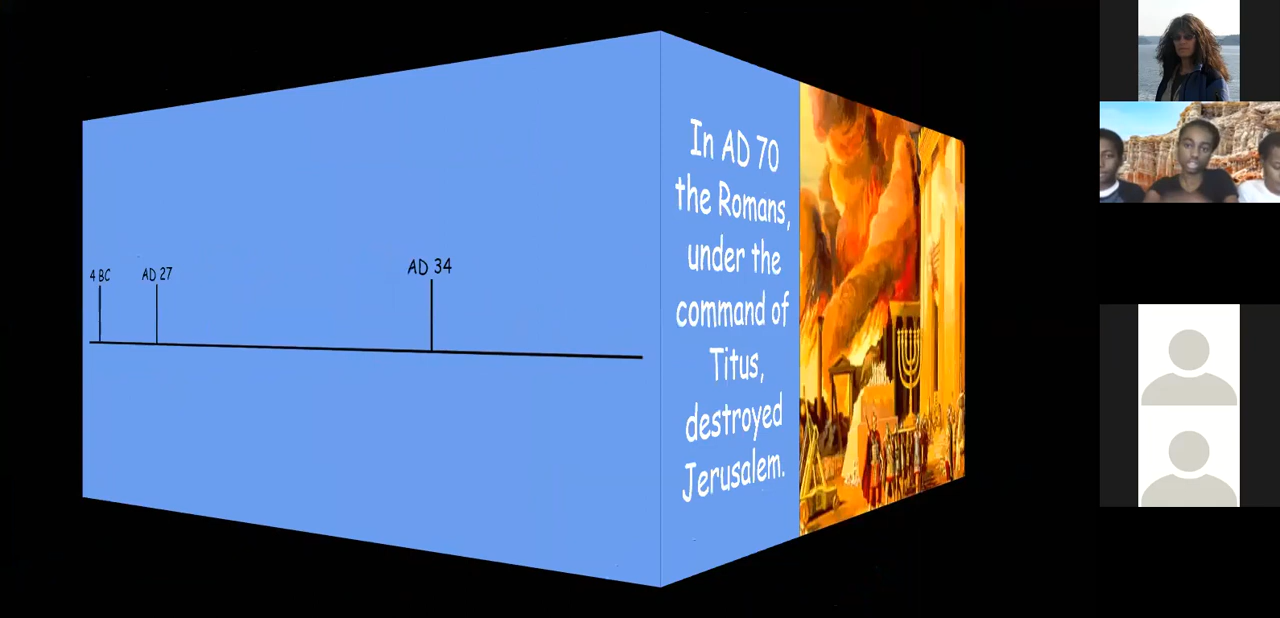 4 BC
AD 27
AD 34
In AD 70
the Romans,
under the
command of
Titus,
destroyed
Jerusalem.